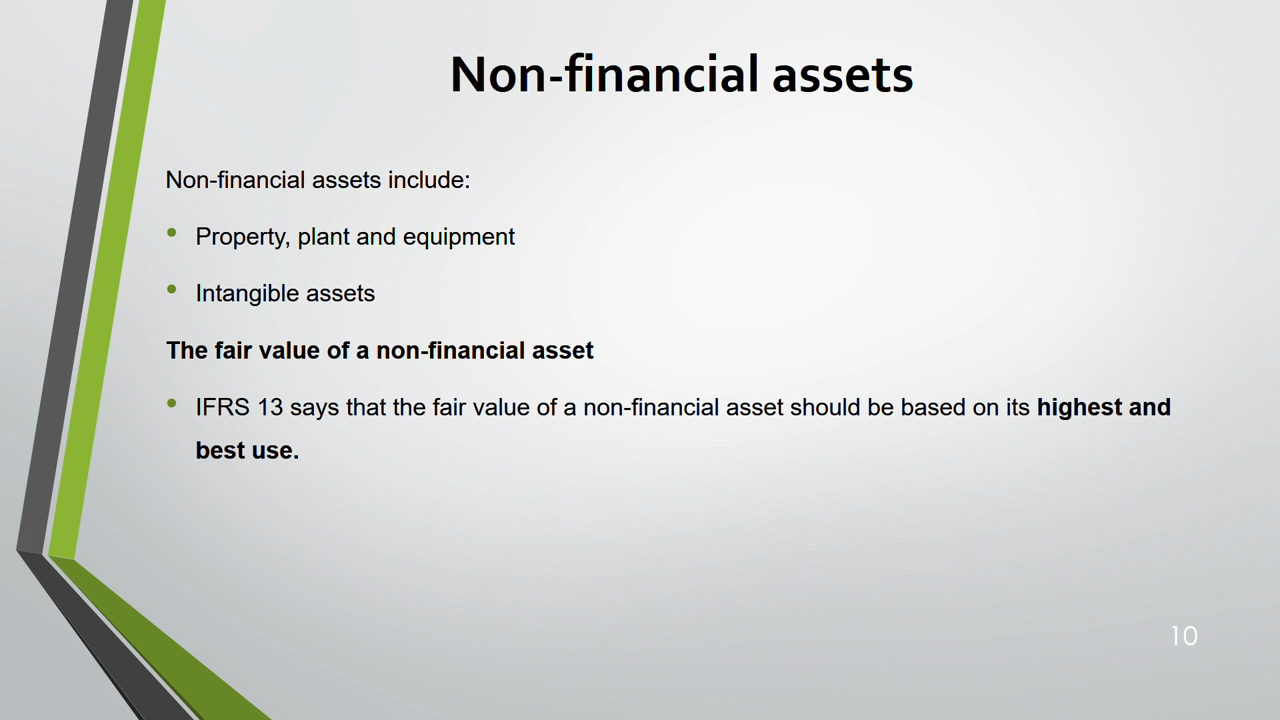 Non-financial assets
Non-financial assets include:
• Property, plant and equipment
• Intangible assets
The fair value of a non-financial asset
• IFRS 13 says that the fair value of a non-financial asset should be based on its highest and
best use.
10